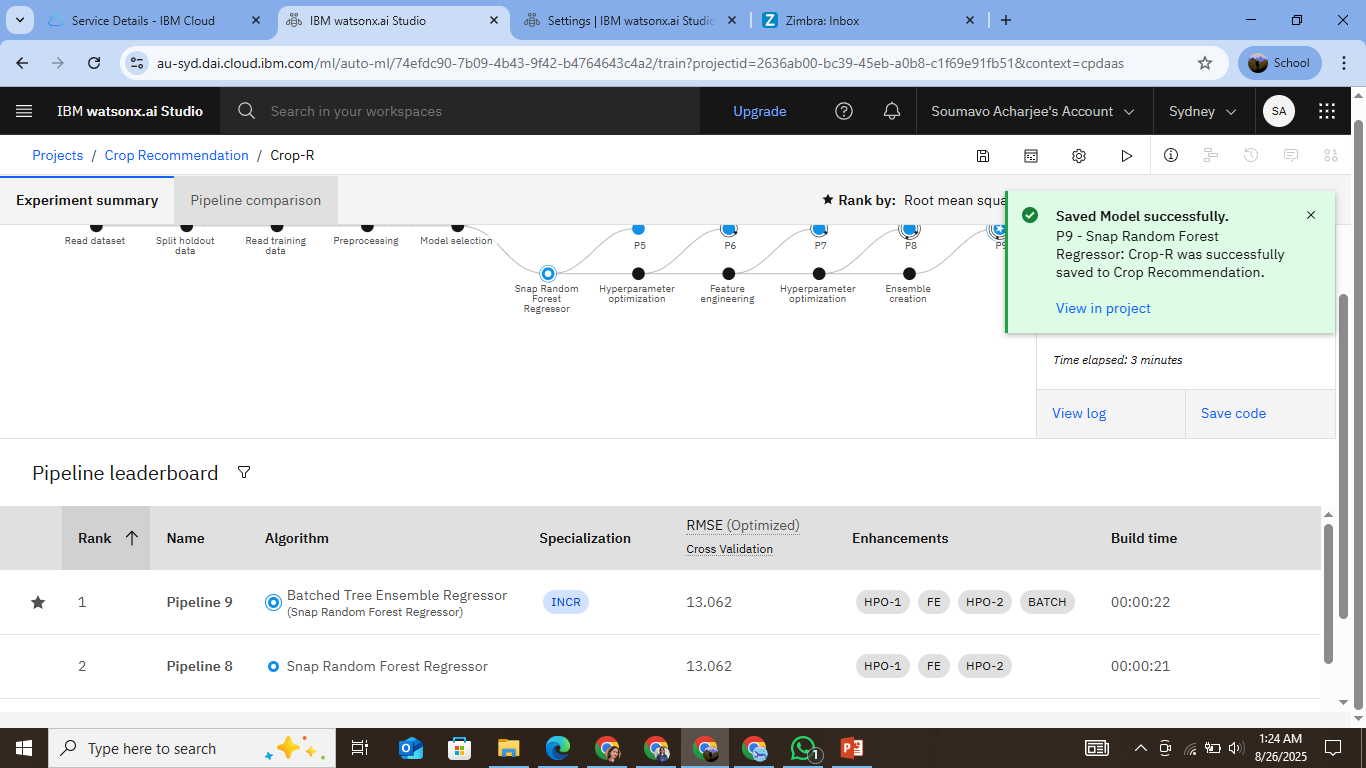 Service Details - IBM Cloud
IBM watsonx.ai Studio
Settings | IBM watsonx.ai Studio
Zimbra: Inbox
au-syd.dai.cloud.ibm.com/ml/auto-ml/74efdc90-7b09-4b43-9f42-b4764643c4a2/train?projectid=2636ab00-bc39-45eb-a0b8-c1f69e91fb51&context=cpdaas
School
IBM watsonx.ai Studio
Search in your workspaces
Upgrade
Soumavo Acharjee's Account
Sydney
SA
Projects / Crop Recommendation / Crop-R
Experiment summary
Pipeline comparison
Rank by: Root mean squa
Saved Model successfully.
P9 - Snap Random Forest
Regressor: Crop-R was successfully
saved to Crop Recommendation.
View in project
Read dataset
Split holdout
data
Read training
data
Preprocessing
Model selection
P5
P6
P7
P8
P9
Snap Random
Forest
Regressor
Hyperparameter
optimization
Feature
engineering
Hyperparameter
optimization
Ensemble
creation
Time elapsed: 3 minutes
View log
Save code
Pipeline leaderboard
Rank
Name
Algorithm
Specialization
RMSE (Optimized)
Cross Validation
Enhancements
Build time
1
Pipeline 9
Batched Tree Ensemble Regressor
(Snap Random Forest Regressor)
INCR
13.062
HPO-1
FE
HPO-2
BATCH
00:00:22
2
Pipeline 8
Snap Random Forest Regressor
13.062
HPO-1
FE
HPO-2
00:00:21
Type here to search
1
1:24 AM
8/26/2025